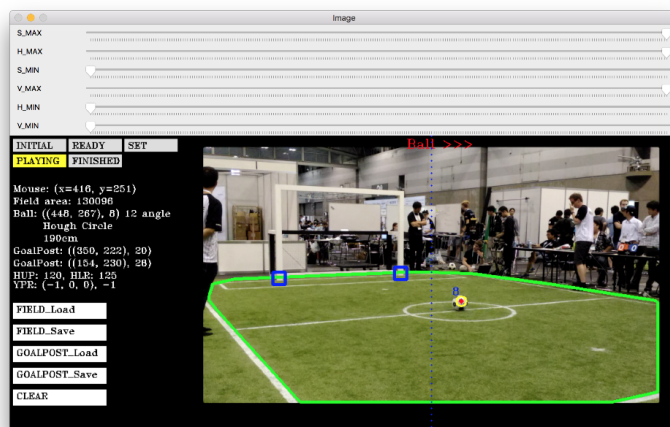 Image
S_MAX
H_MAX
S_MIN
V_MAX
H_MIN
V_MIN
INITIAL READY SET
PLAYING FINISHED
Ball >>>
Mouse: (x=416, y=251)
Field area: 130096
Ball: ((448, 267), 8) 12 angle
Hough Circle
190cm
GoalPost: ((350, 222), 20)
GoalPost: ((154, 230), 28)
HUP: 120, HLR: 125
YPR: (-1, 0, 0), -1
8
FIELD_Load
FIELD_Save
GOALPOST_Load
GOALPOST_Save
CLEAR